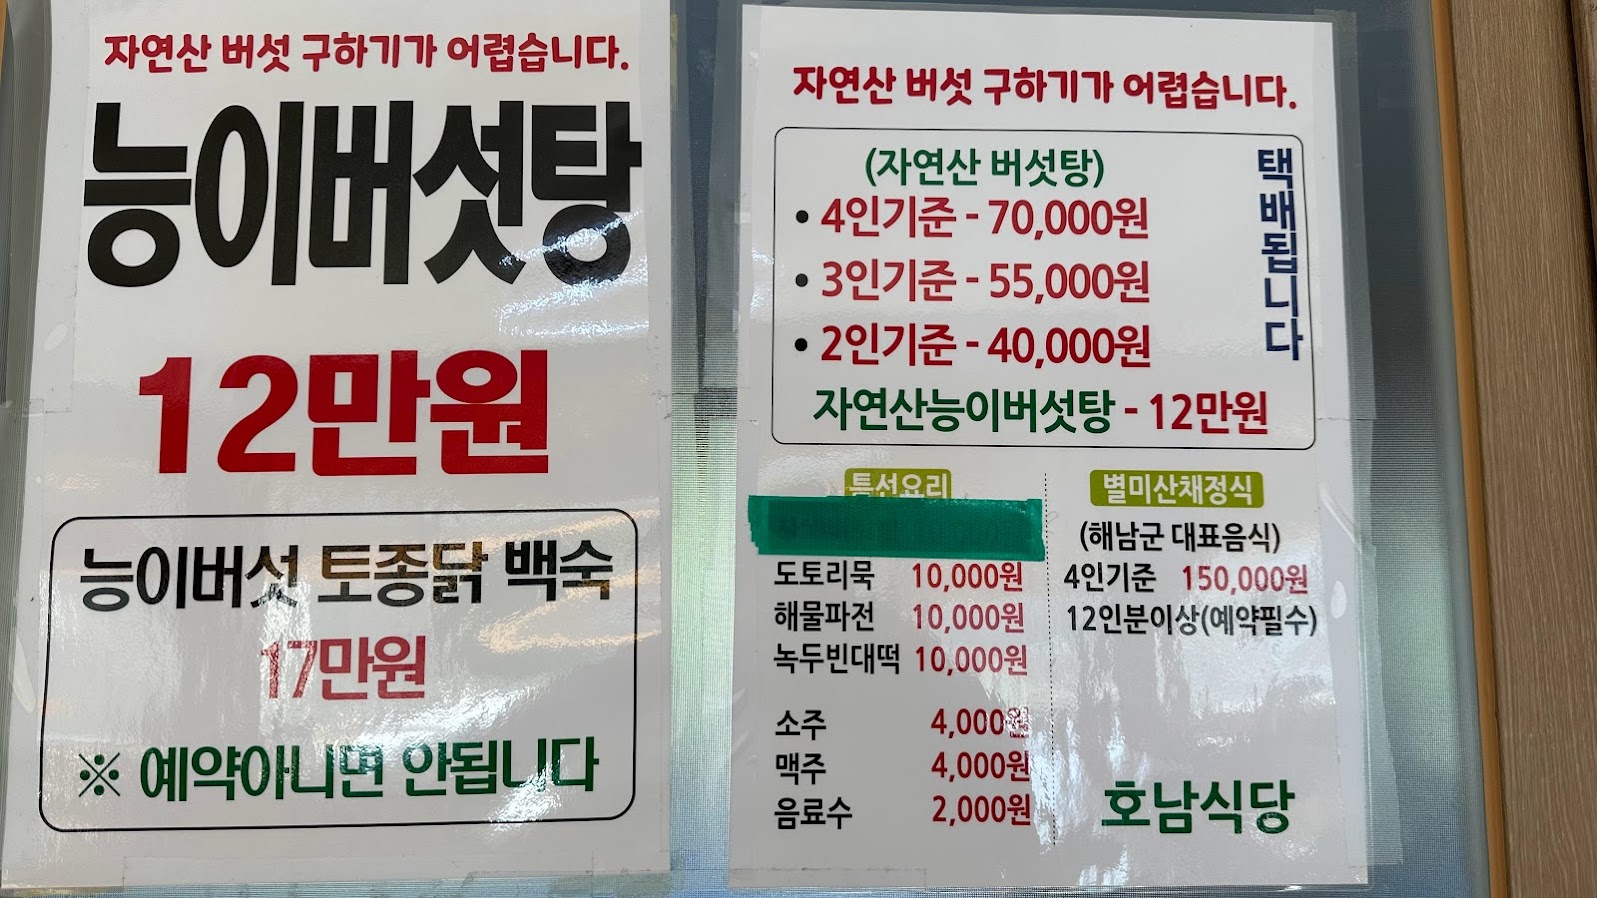 자연산 버섯 구하기가 어렵습니다.
능이버섯탕
12만원
능이버섯 토종닭 백숙
17만원
※ 예약아니면 안됩니다
자연산 버섯 구하기가 어렵습니다.
(자연산 버섯탕)
• 4인기준 - 70,000원
• 3인기준 - 55,000원
• 2인기준 - 40,000원
자연산능이버섯탕 - 12만원
택배됩니다
특선요리
도토리묵 10,000원
해물파전 10,000원
녹두빈대떡 10,000원
소주 4,000원
맥주 4,000원
음료수 2,000원
별미산채정식
(해남군 대표음식)
4인기준 150,000원
12인분이상(예약필수)
호남식당